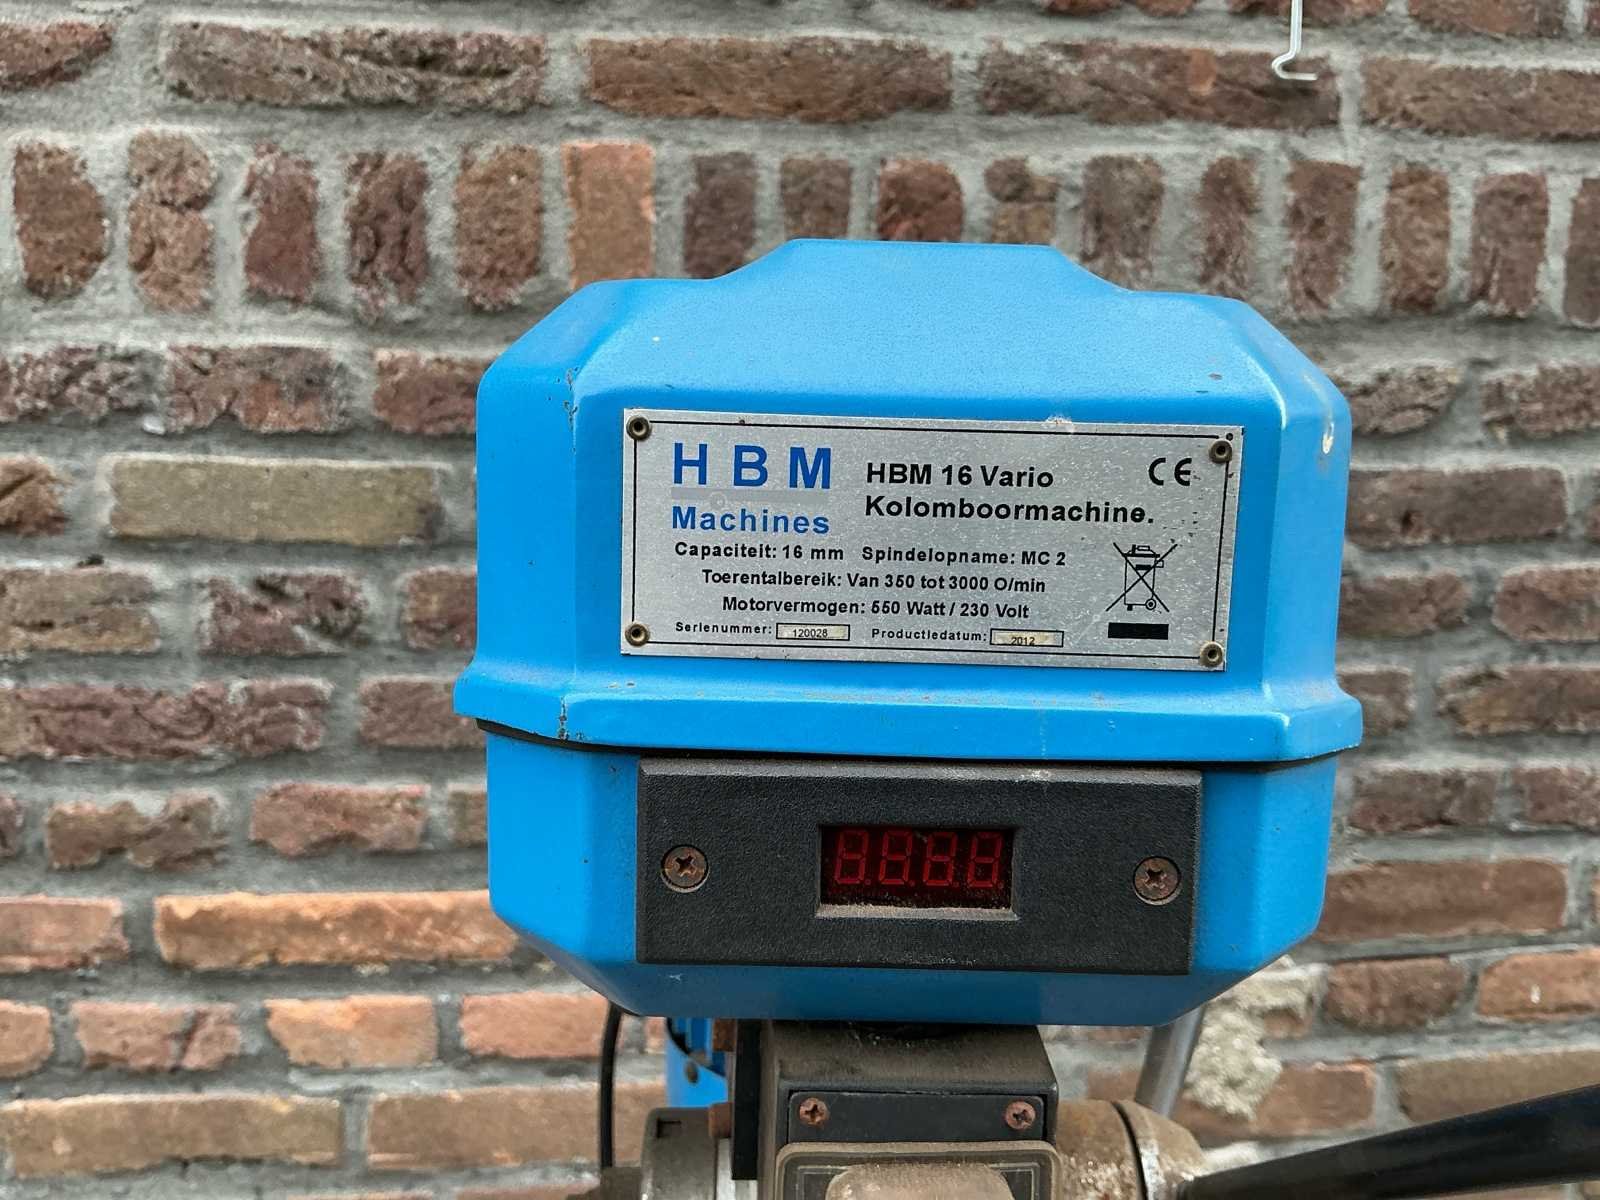 HBM
Machines
HBM 16 Vario
Kolomboormachine.
CE
Capaciteit: 16 mm Spindelopname: MC 2
Toerentalbereik: Van 350 tot 3000 O/min
Motorvermogen: 550 Watt / 230 Volt
Serienummer: 120028 Productiedatum: 2012